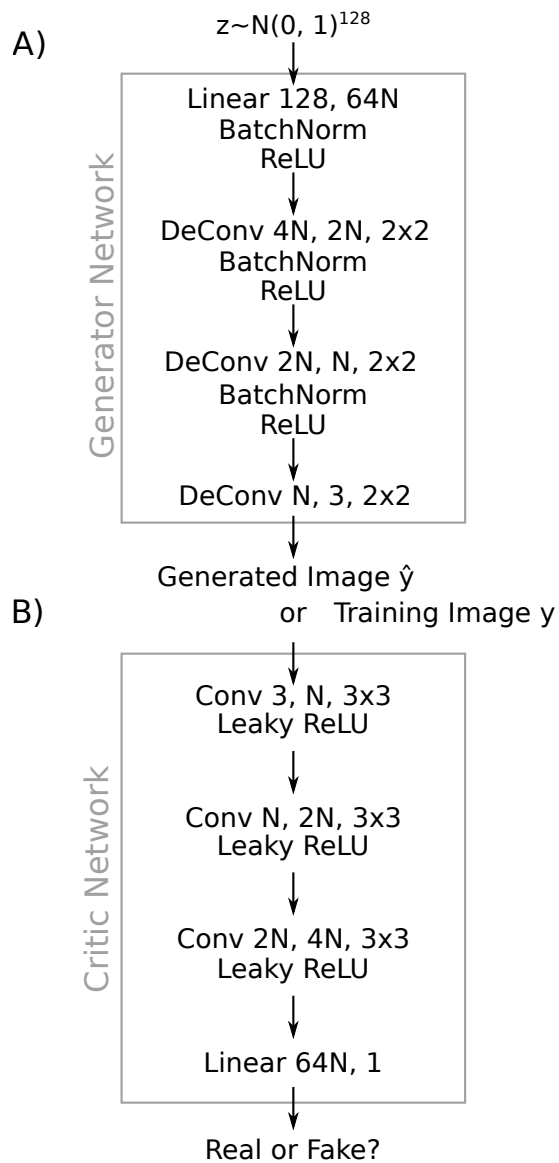 A)
z~N(0, 1)¹²⁸
Generator Network
Linear 128, 64N
BatchNorm
ReLU
DeConv 4N, 2N, 2x2
BatchNorm
ReLU
DeConv 2N, N, 2x2
BatchNorm
ReLU
DeConv N, 3, 2x2
Generated Image ŷ
B)
or Training Image y
Critic Network
Conv 3, N, 3x3
Leaky ReLU
Conv N, 2N, 3x3
Leaky ReLU
Conv 2N, 4N, 3x3
Leaky ReLU
Linear 64N, 1
Real or Fake?